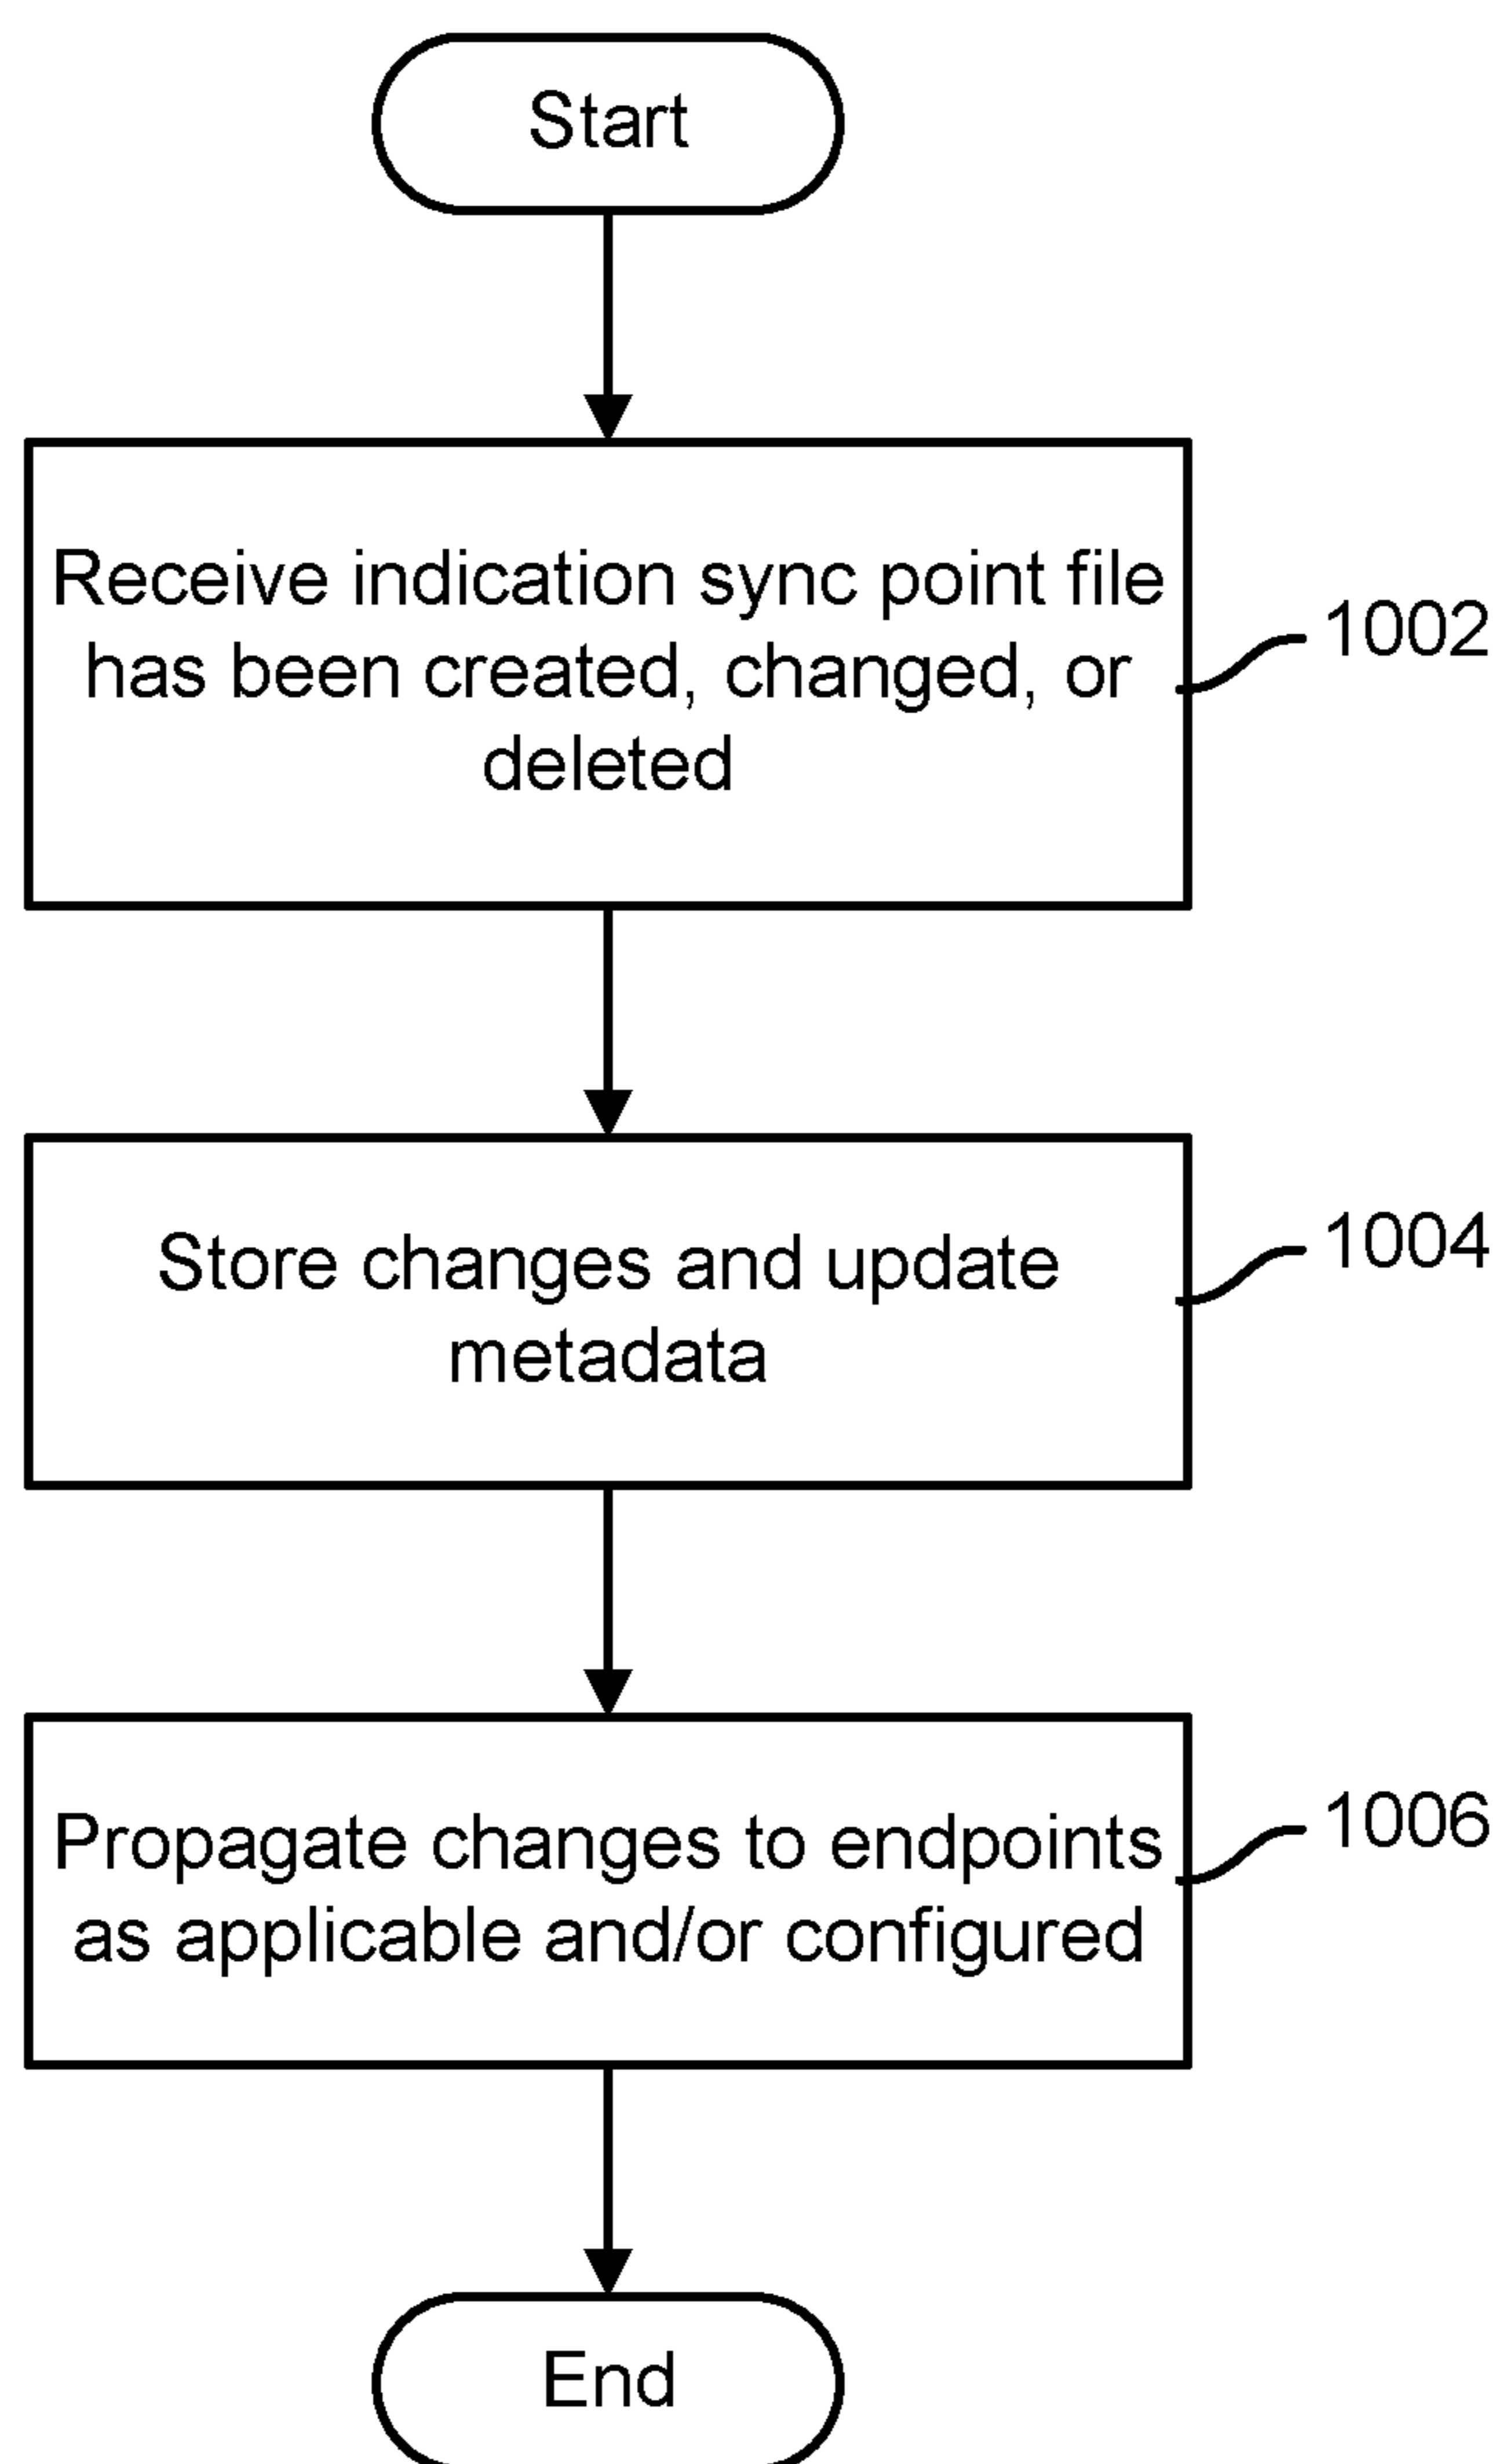 Start
Receive indication sync point file
has been created, changed, or
deleted
1002
Store changes and update
metadata
1004
Propagate changes to endpoints
as applicable and/or configured
1006
End